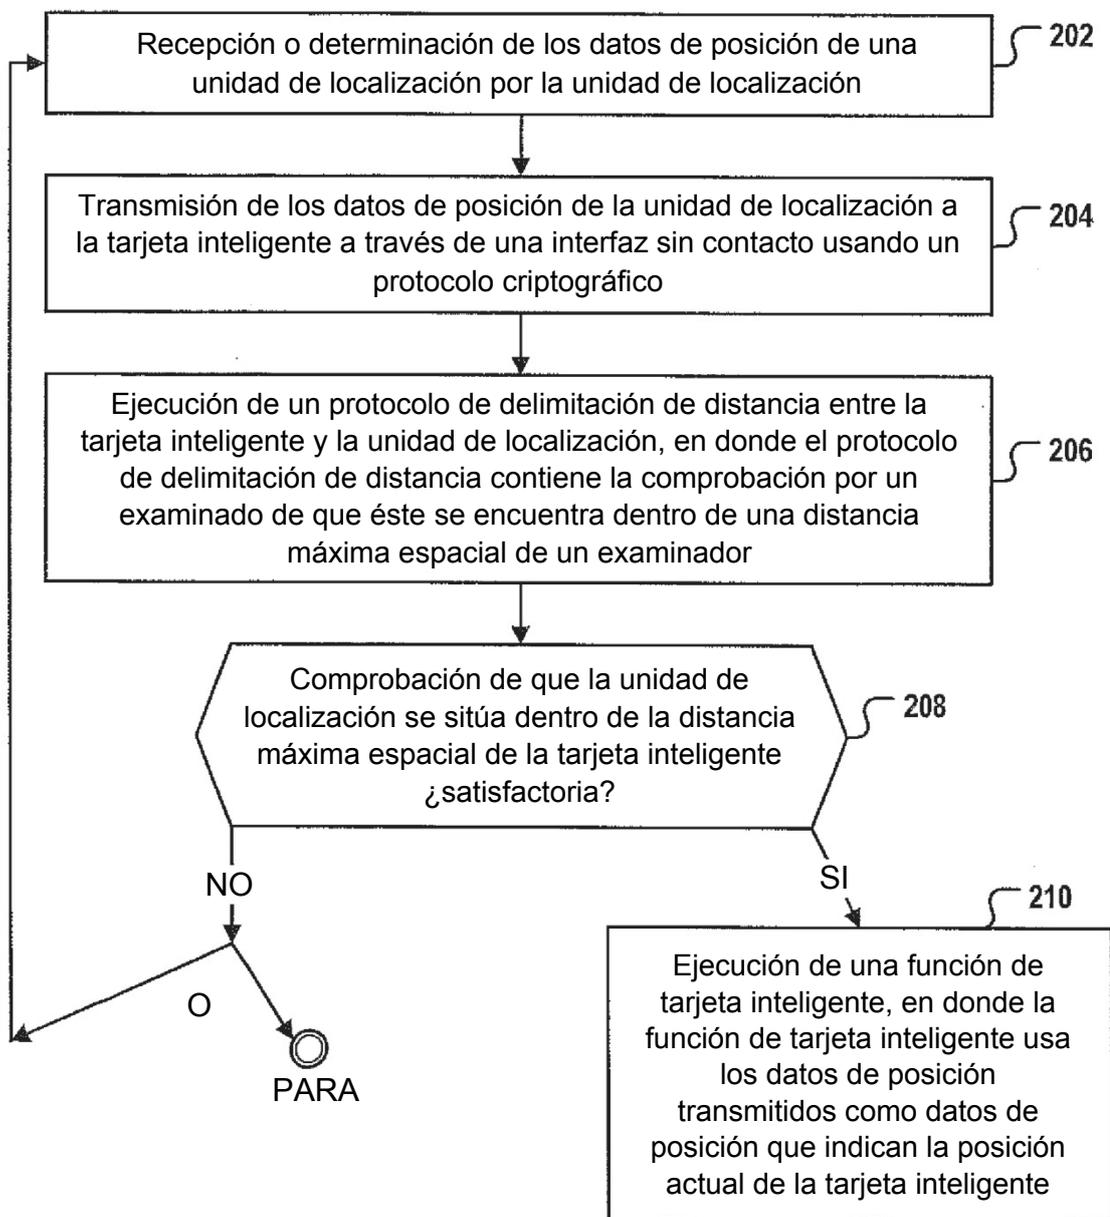 Recepción o determinación de los datos de posición de una
unidad de localización por la unidad de localización
202
Transmisión de los datos de posición de la unidad de localización a
la tarjeta inteligente a través de una interfaz sin contacto usando un
protocolo criptográfico
204
Ejecución de un protocolo de delimitación de distancia entre la
tarjeta inteligente y la unidad de localización, en donde el protocolo
de delimitación de distancia contiene la comprobación por un
examinado de que éste se encuentra dentro de una distancia
máxima espacial de un examinador
206
Comprobación de que la unidad de
localización se sitúa dentro de la distancia
máxima espacial de la tarjeta inteligente
¿satisfactoria?
208
NO
SI
O
PARA
210
Ejecución de una función de
tarjeta inteligente, en donde la
función de tarjeta inteligente usa
los datos de posición
transmitidos como datos de
posición que indican la posición
actual de la tarjeta inteligente